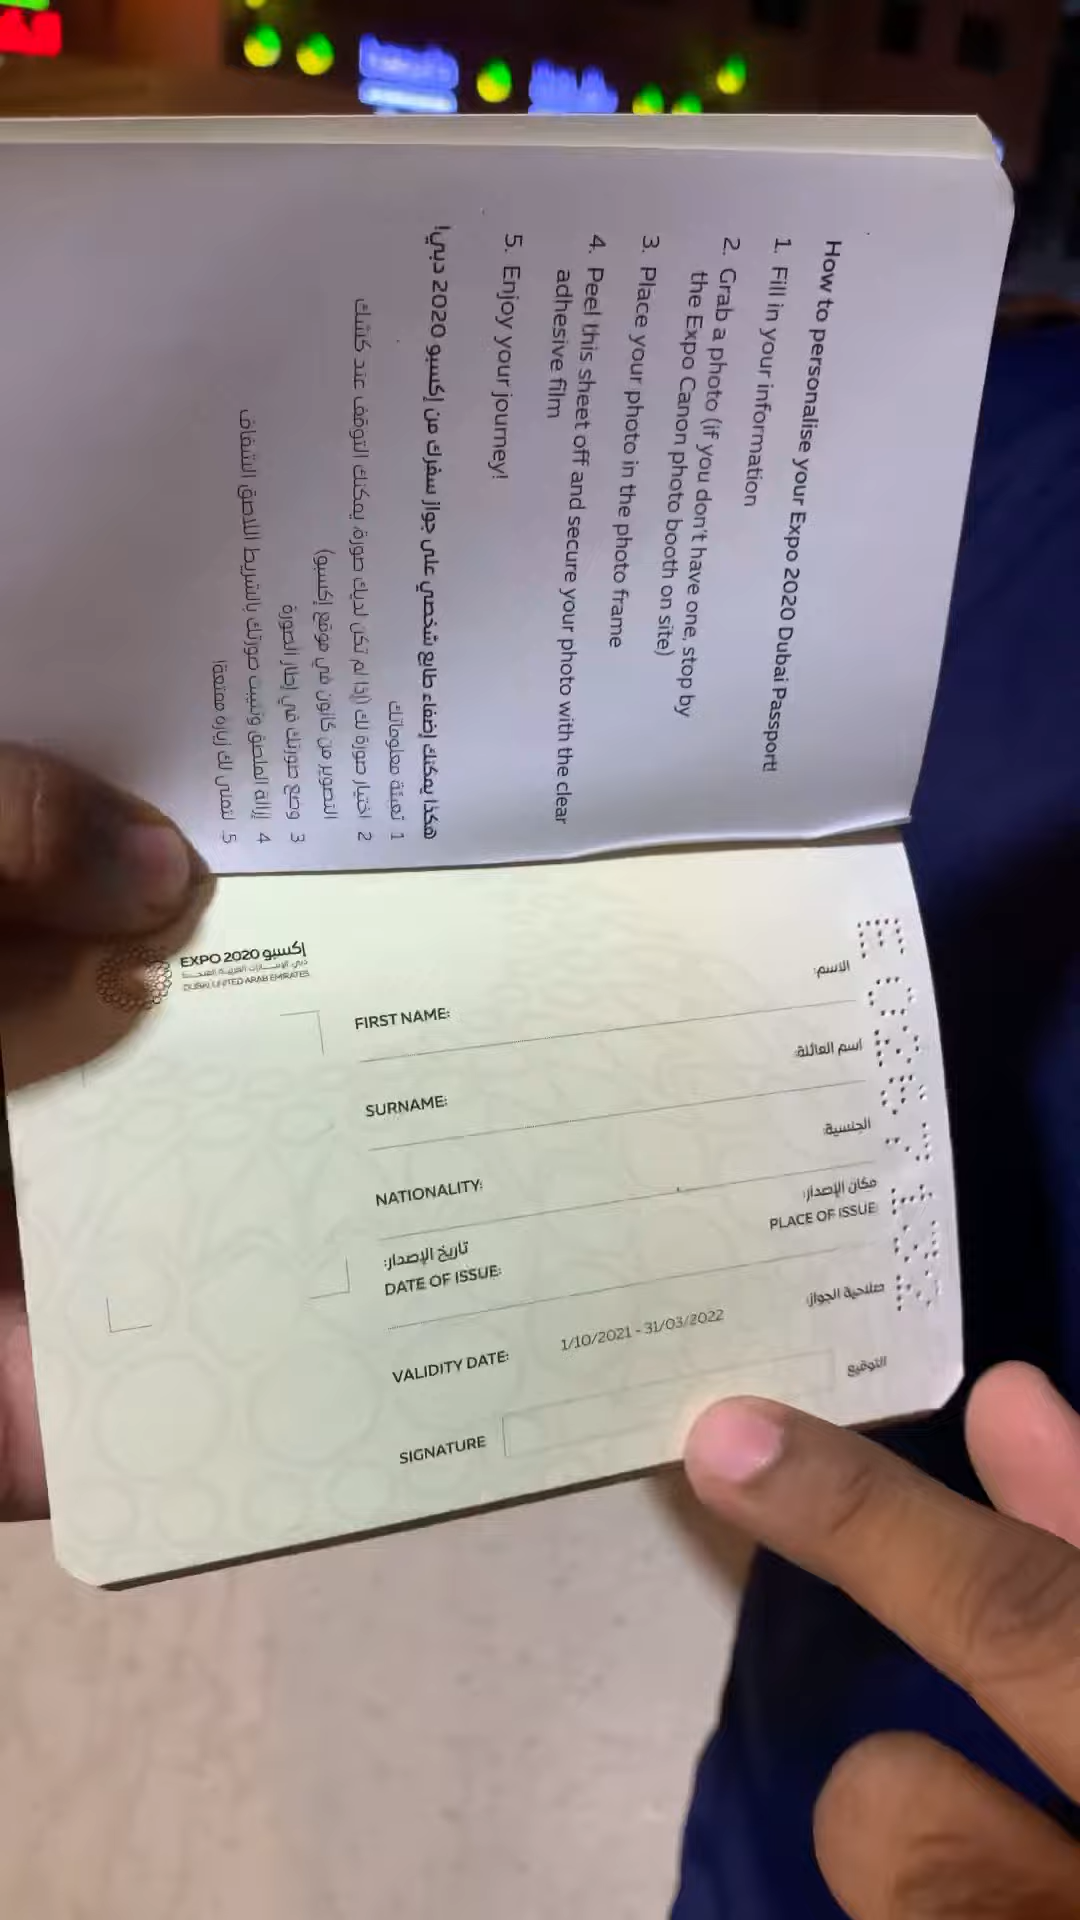 How to personalise your Expo 2020 Dubai Passport!
1. Fill in your information
2. Grab a photo (if you don't have one, stop by
the Expo Canon photo booth on site)
3. Place your photo in the photo frame
4. Peel this sheet off and secure your photo with the clear
adhesive film
5. Enjoy your journey!
هكذا يمكنك إضفاء طابع شخصي على جواز سفرك من إكسبو 2020 دبي!
1 تعبئة معلوماتك
2 اختيار صورة لك (إذا لم تكن لديك صورة، يمكنك التوقف عند كشك
التصوير من كانون في موقع إكسبو)
3 وضع صورتك في إطار الصورة
4 إزالة الملصق وتثبيت صورتك بالشريط اللاصق الشفاف
5 نتمنى لك زيارة ممتعة!
EXPO 2020 إكسبو
DUBAI UNITED ARAB EMIRATES
FIRST NAME: الاسم:
SURNAME: اسم العائلة:
NATIONALITY: الجنسية:
تاريخ الإصدار: مكان الإصدار:
DATE OF ISSUE: PLACE OF ISSUE:
VALIDITY DATE: 1/10/2021 - 31/03/2022 صلاحية الجواز:
SIGNATURE التوقيع